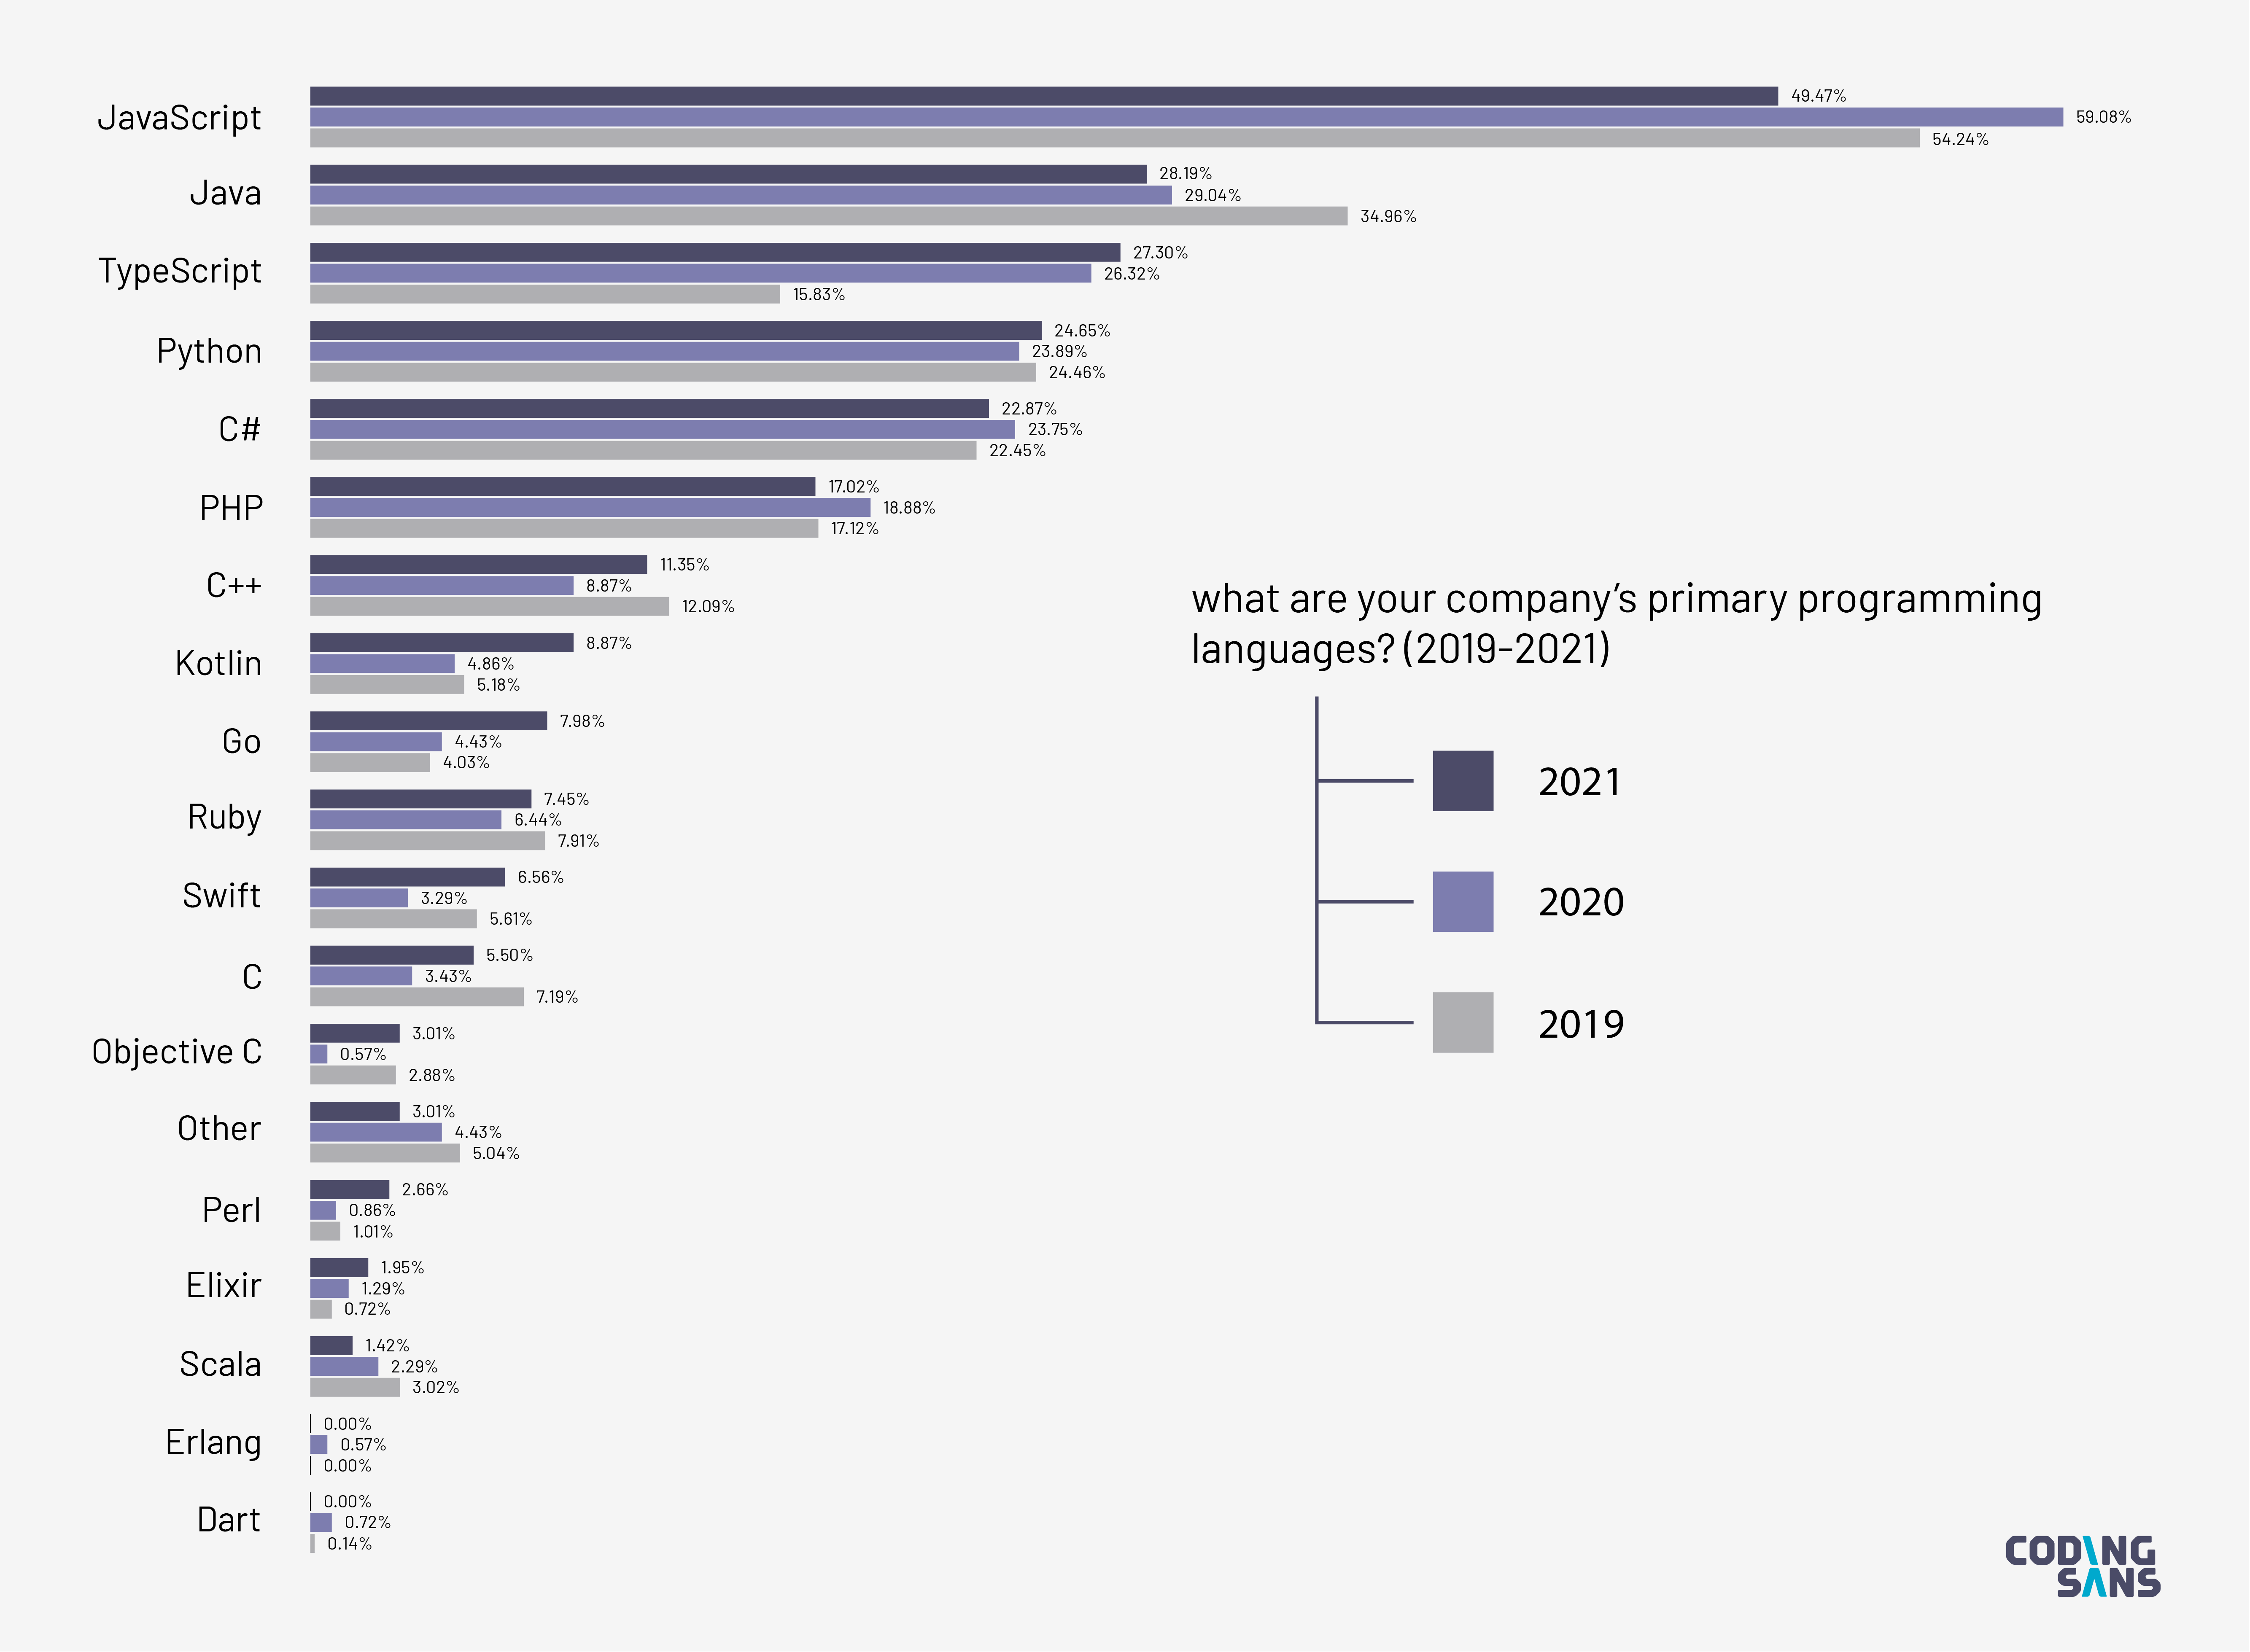 JavaScript
49.47%
59.08%
54.24%
Java
28.19%
29.04%
34.96%
TypeScript
27.30%
26.32%
15.83%
Python
24.65%
23.89%
24.46%
C#
22.87%
23.75%
22.45%
PHP
17.02%
18.88%
17.12%
C++
11.35%
8.87%
12.09%
Kotlin
8.87%
4.86%
5.18%
Go
7.98%
4.43%
4.03%
Ruby
7.45%
6.44%
7.91%
Swift
6.56%
3.29%
5.61%
C
5.50%
3.43%
7.19%
Objective C
3.01%
0.57%
2.88%
Other
3.01%
4.43%
5.04%
Perl
2.66%
0.86%
1.01%
Elixir
1.95%
1.29%
0.72%
Scala
1.42%
2.29%
3.02%
Erlang
0.00%
0.57%
0.00%
Dart
0.00%
0.72%
0.14%
what are your company’s primary programming
languages? (2019-2021)
2021
2020
2019
CODING
SANS